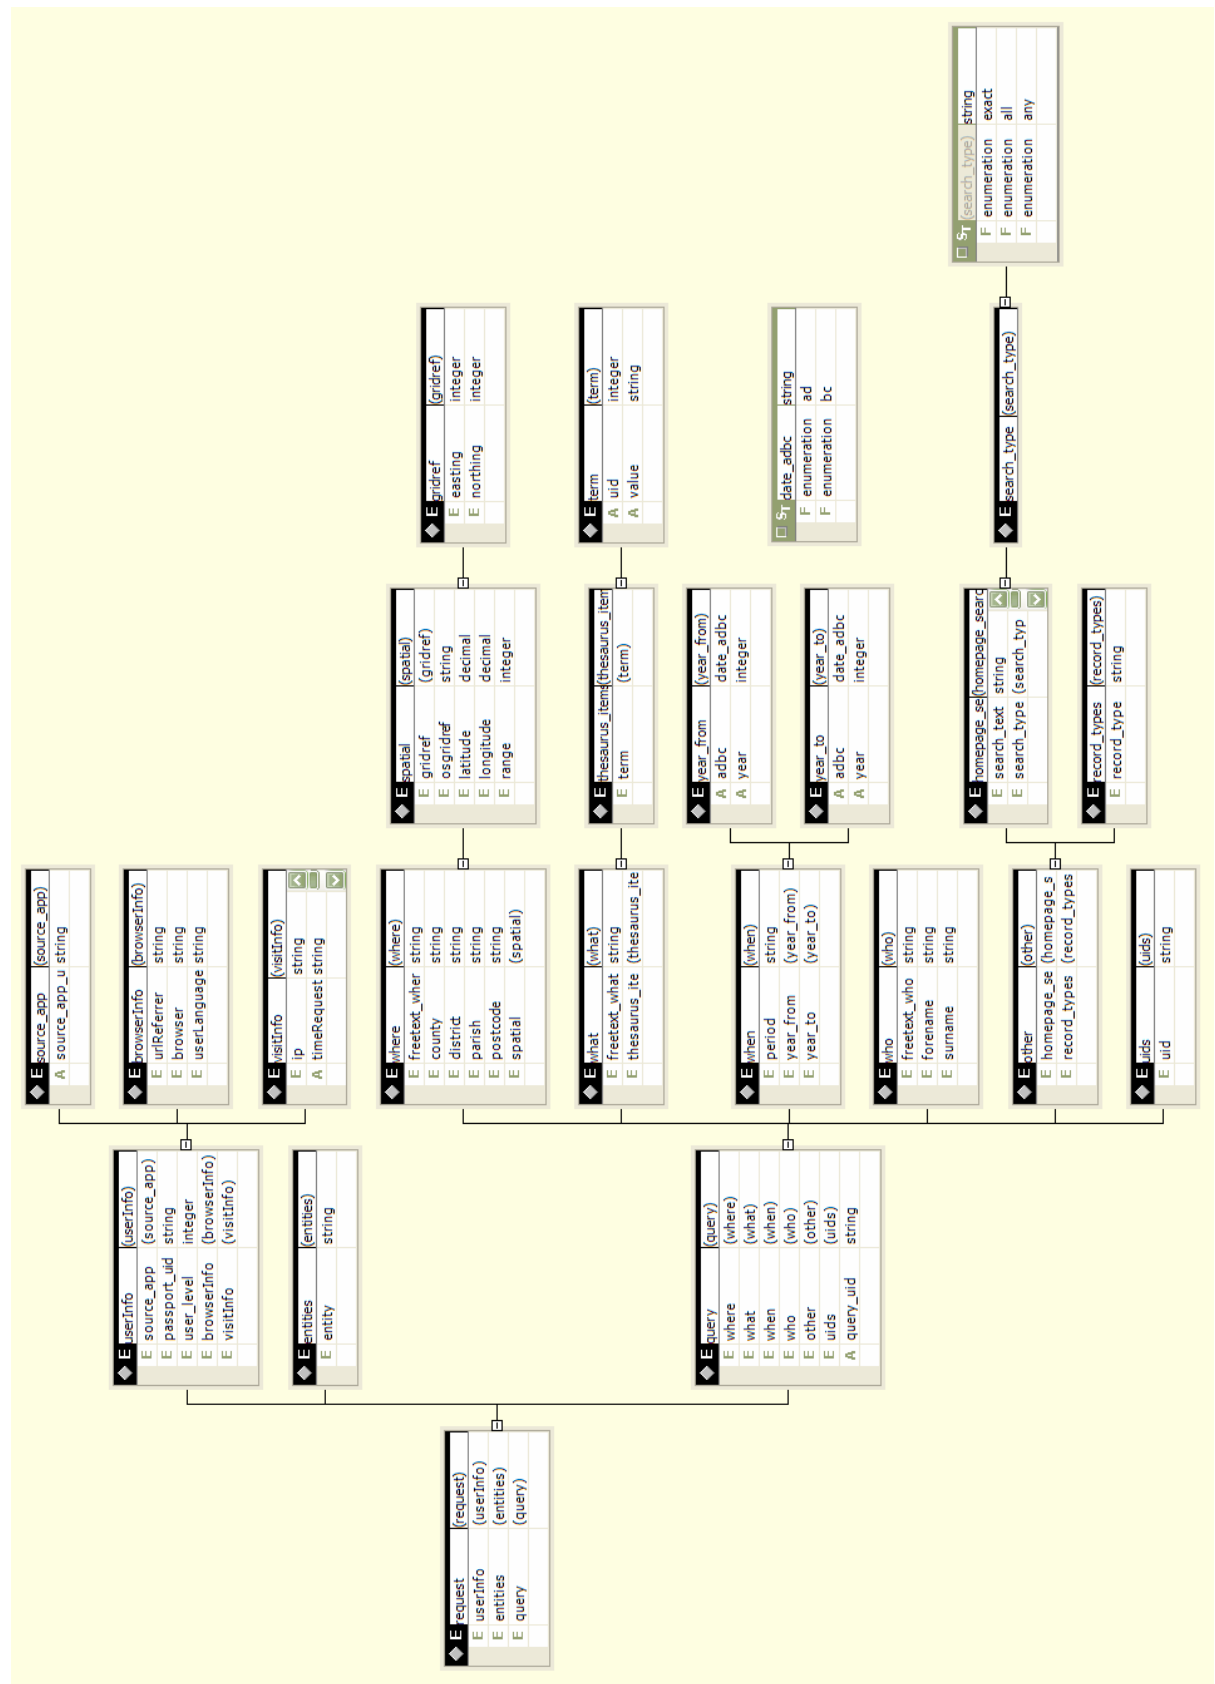 E request (request)
E userInfo (userInfo)
E entities (entities)
E query (query)
E userInfo (userInfo)
E source_app (source_app)
E passport_uid string
E user_level integer
E browserInfo (browserInfo)
E visitInfo (visitInfo)
E entities (entities)
E entity string
E query (query)
E where (where)
E what (what)
E when (when)
E who (who)
E other (other)
E uids (uids)
A query_uid string
E source_app (source_app)
A source_app_u string
E browserInfo (browserInfo)
E urlReferrer string
E browser string
E userLanguage string
E visitInfo (visitInfo)
E ip string
A timeRequest string
E where (where)
E freetext_wher string
E county string
E district string
E parish string
E postcode string
E spatial (spatial)
E what (what)
E freetext_what string
E thesaurus_ite (thesaurus_ite
E when (when)
E period string
E year_from (year_from)
E year_to (year_to)
E who (who)
E freetext_who string
E forename string
E surname string
E other (other)
E homepage_se (homepage_s
E record_types (record_types
E uids (uids)
E uid string
E spatial (spatial)
E gridref (gridref)
E osgridref string
E latitude decimal
E longitude decimal
E range integer
E thesaurus_items (thesaurus_item
E term (term)
E year_from (year_from)
A adbc date_adbc
A year integer
E year_to (year_to)
A adbc date_adbc
A year integer
E homepage_se (homepage_searc
E search_text string
E search_type (search_typ
E record_types (record_types)
E record_type string
E gridref (gridref)
E easting integer
E northing integer
E term (term)
A uid integer
A value string
ST date_adbc string
F enumeration ad
F enumeration bc
E search_type (search_type)
ST (search_type) string
F enumeration exact
F enumeration all
F enumeration any